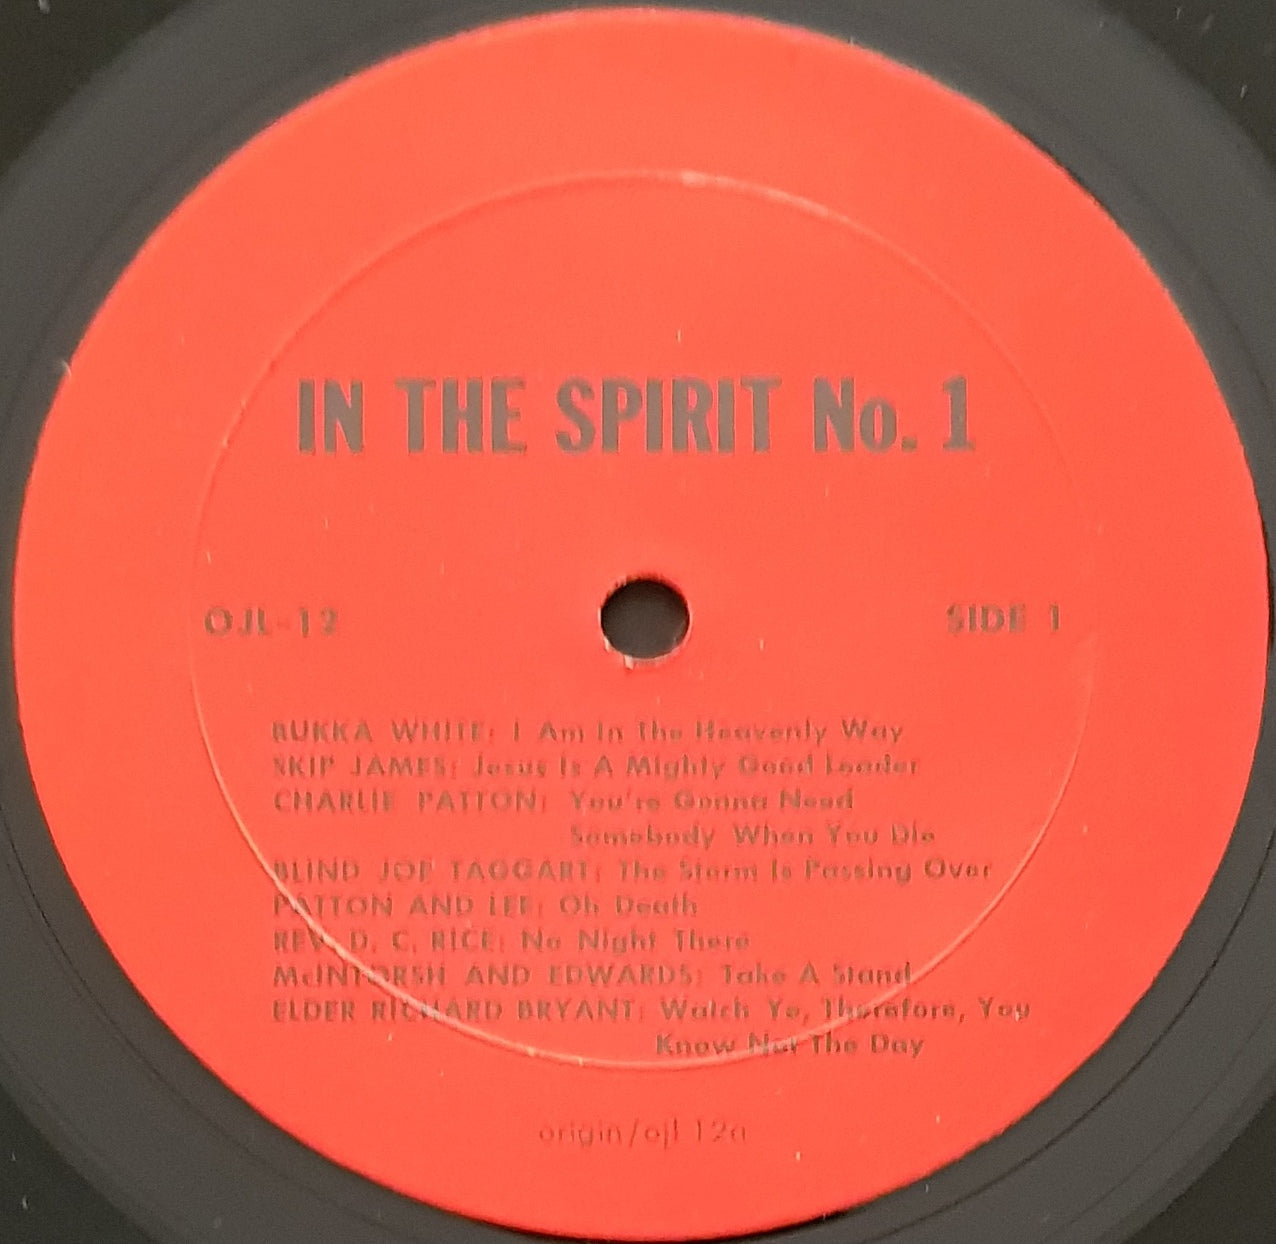 IN THE SPIRIT No. 1
OJL-12
SIDE 1
BUKKA WHITE: I Am In The Heavenly Way
SKIP JAMES: Jesus Is A Mighty Good Leader
CHARLIE PATTON: You're Gonna Need
Somebody When You Die
BLIND JOE TAGGART: The Storm Is Passing Over
PATTON AND LEE: Oh Death
REV. D. C. RICE: No Night There
McINTORSH AND EDWARDS: Take A Stand
ELDER RICHARD BRYANT: Watch Ye, Therefore, You
Know Not The Day
origin/ojl 12a